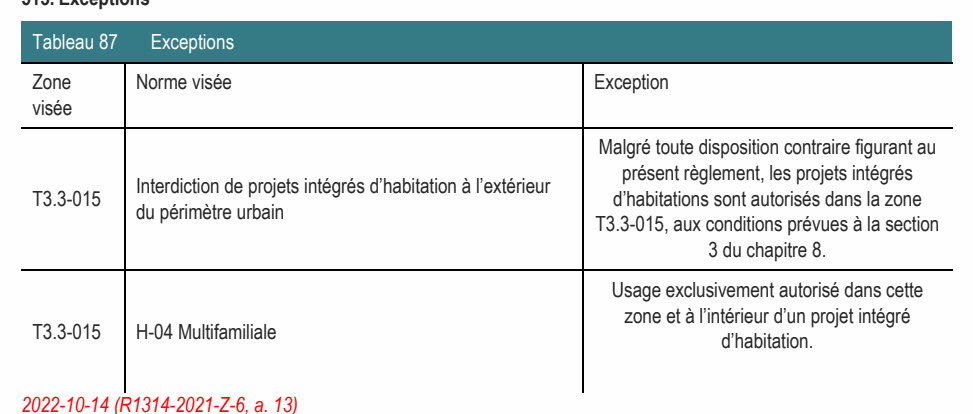 515. Exceptions
Tableau 87 Exceptions
Zone visée
Norme visée
Exception
T3.3-015
Interdiction de projets intégrés d'habitation à l'extérieur
du périmètre urbain
Malgré toute disposition contraire figurant au
présent règlement, les projets intégrés
d'habitations sont autorisés dans la zone
T3.3-015, aux conditions prévues à la section
3 du chapitre 8.
T3.3-015
H-04 Multifamiliale
Usage exclusivement autorisé dans cette
zone et à l'intérieur d'un projet intégré
d'habitation.
2022-10-14 (R1314-2021-Z-6, a. 13)